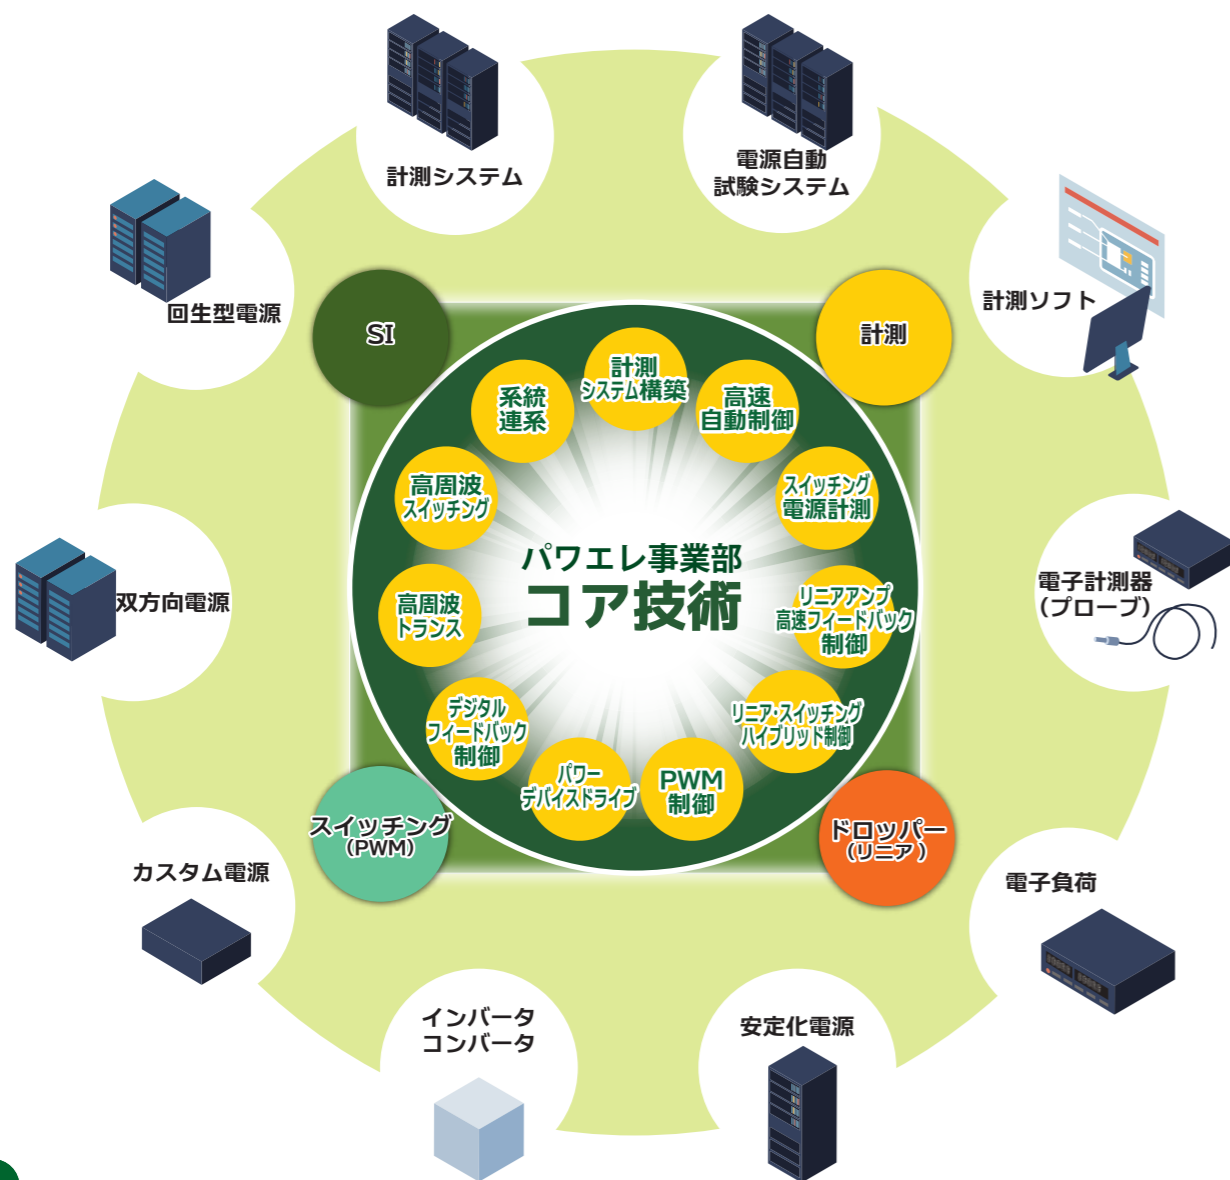 計測システム
電源自動
試験システム
計測ソフト
回生型電源
SI
計測
計測
システム構築
系統
連系
高速
自動制御
高周波
スイッチング
スイッチング
電源計測
パワエレ事業部
コア技術
双方向電源
電子計測器
(プローブ)
高周波
トランス
リニアアンプ
高速フィードバック
制御
デジタル
フィードバック
制御
リニア・スイッチング
ハイブリッド制御
パワー
デバイスドライブ
PWM
制御
スイッチング
(PWM)
ドロッパー
(リニア)
カスタム電源
電子負荷
インバータ
コンバータ
安定化電源